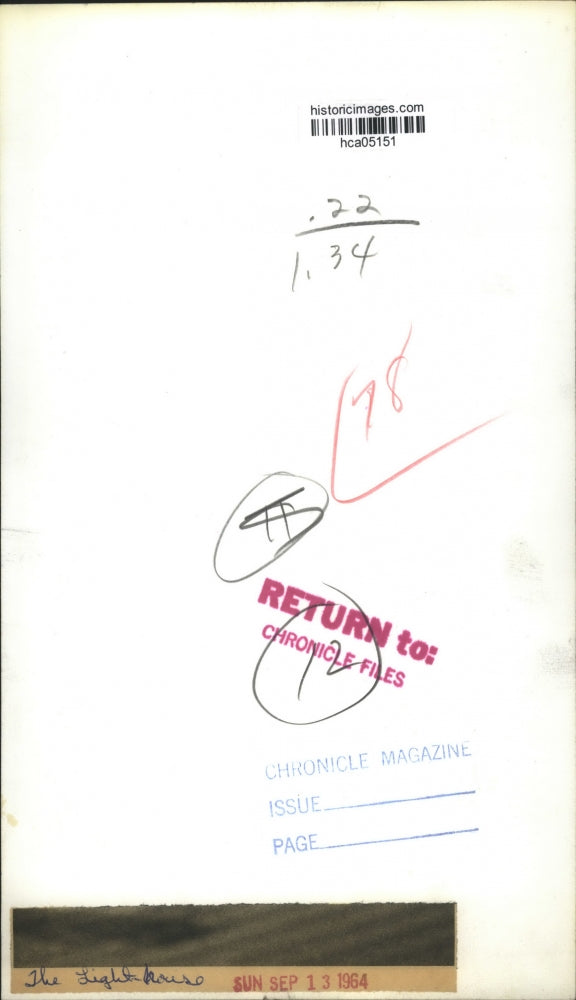 historicimages.com
hca05151
.22
1.34
78
RETURN to:
CHRONICLE FILES
12
CHRONICLE MAGAZINE
ISSUE
PAGE
The Lighthouse SUN SEP 13 1964